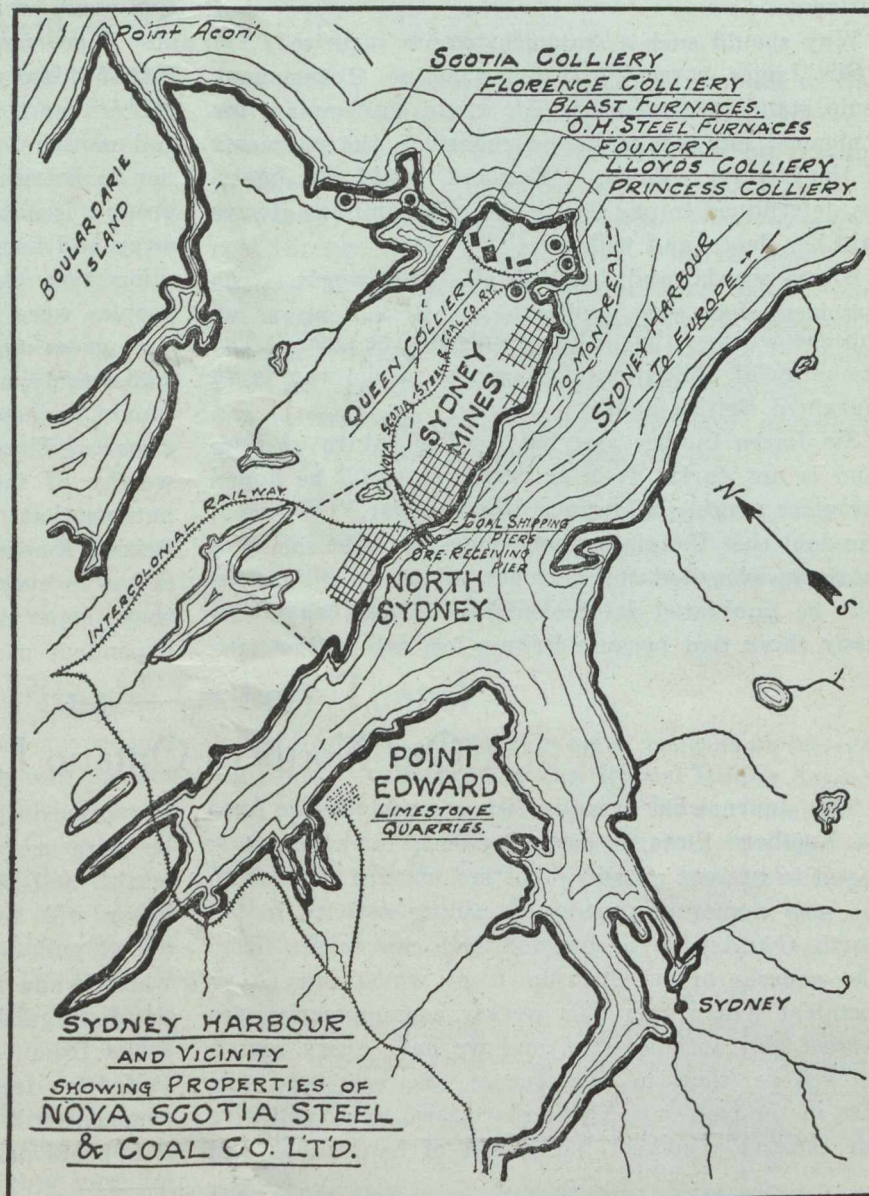 Point Aconi
SCOTIA COLLIERY
FLORENCE COLLIERY
BLAST FURNACES.
O.H. STEEL FURNACES
FOUNDRY
LLOYDS COLLIERY
PRINCESS COLLIERY
BOULARDARIE
ISLAND
QUEEN COLLIERY
NOVA SCOTIA STEEL & COAL CO. RY.
SYDNEY
MINES
TO MONTREAL
SYDNEY HARBOUR
TO EUROPE
INTERCOLONIAL RAILWAY
COAL SHIPPING
PIERS
ORE RECEIVING
PIER
NORTH
SYDNEY
N
S
POINT
EDWARD
LIMESTONE
QUARRIES.
SYDNEY
SYDNEY HARBOUR
AND VICINITY
SHOWING PROPERTIES OF
NOVA SCOTIA STEEL
& COAL CO. L'T'D.